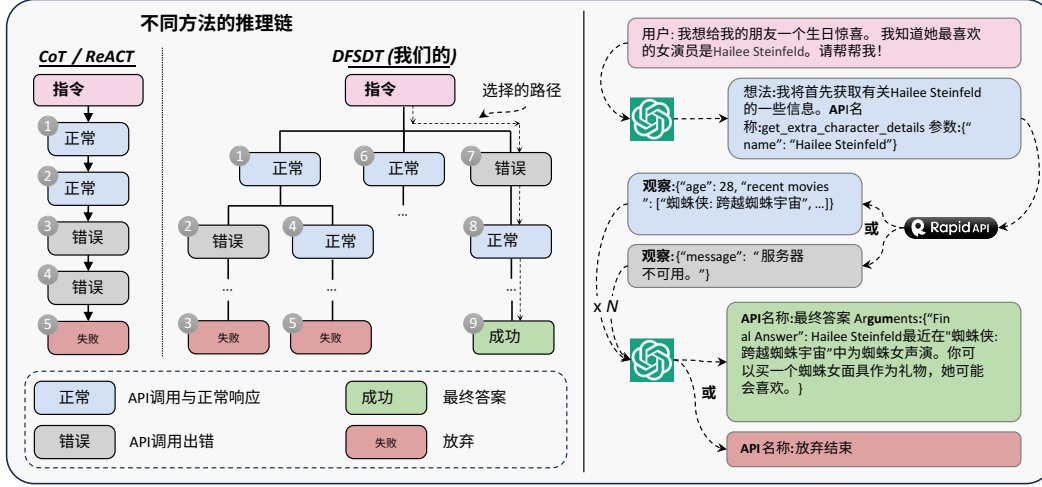 不同方法的推理链
CoT / ReACT
指令
1
正常
2
正常
3
错误
4
错误
5
失败
DFSDT (我们的)
指令
选择的路径
1
正常
6
正常
...
7
错误
2
错误
4
正常
8
正常
...
...
...
3
失败
5
失败
9
成功
正常
API调用与正常响应
成功
最终答案
错误
API调用出错
失败
放弃
用户: 我想给我的朋友一个生日惊喜。 我知道她最喜欢
的女演员是Hailee Steinfeld。请帮帮我！
想法:我将首先获取有关Hailee Steinfeld
的一些信息。API名
称:get_extra_character_details 参数:{“
name”: “Hailee Steinfeld”}
观察:{“age”: 28, “recent movies
”: [“蜘蛛侠: 跨越蜘蛛宇宙”, ...]}
或
Rapid API
观察:{“message”: “服务器
不可用。”}
x N
API名称:最终答案 Arguments:{“Fin
al Answer”: Hailee Steinfeld最近在"蜘蛛侠:
跨越蜘蛛宇宙”中为蜘蛛女声演。你可
以买一个蜘蛛女面具作为礼物，她可能
会喜欢。}
或
API 名称:放弃结束